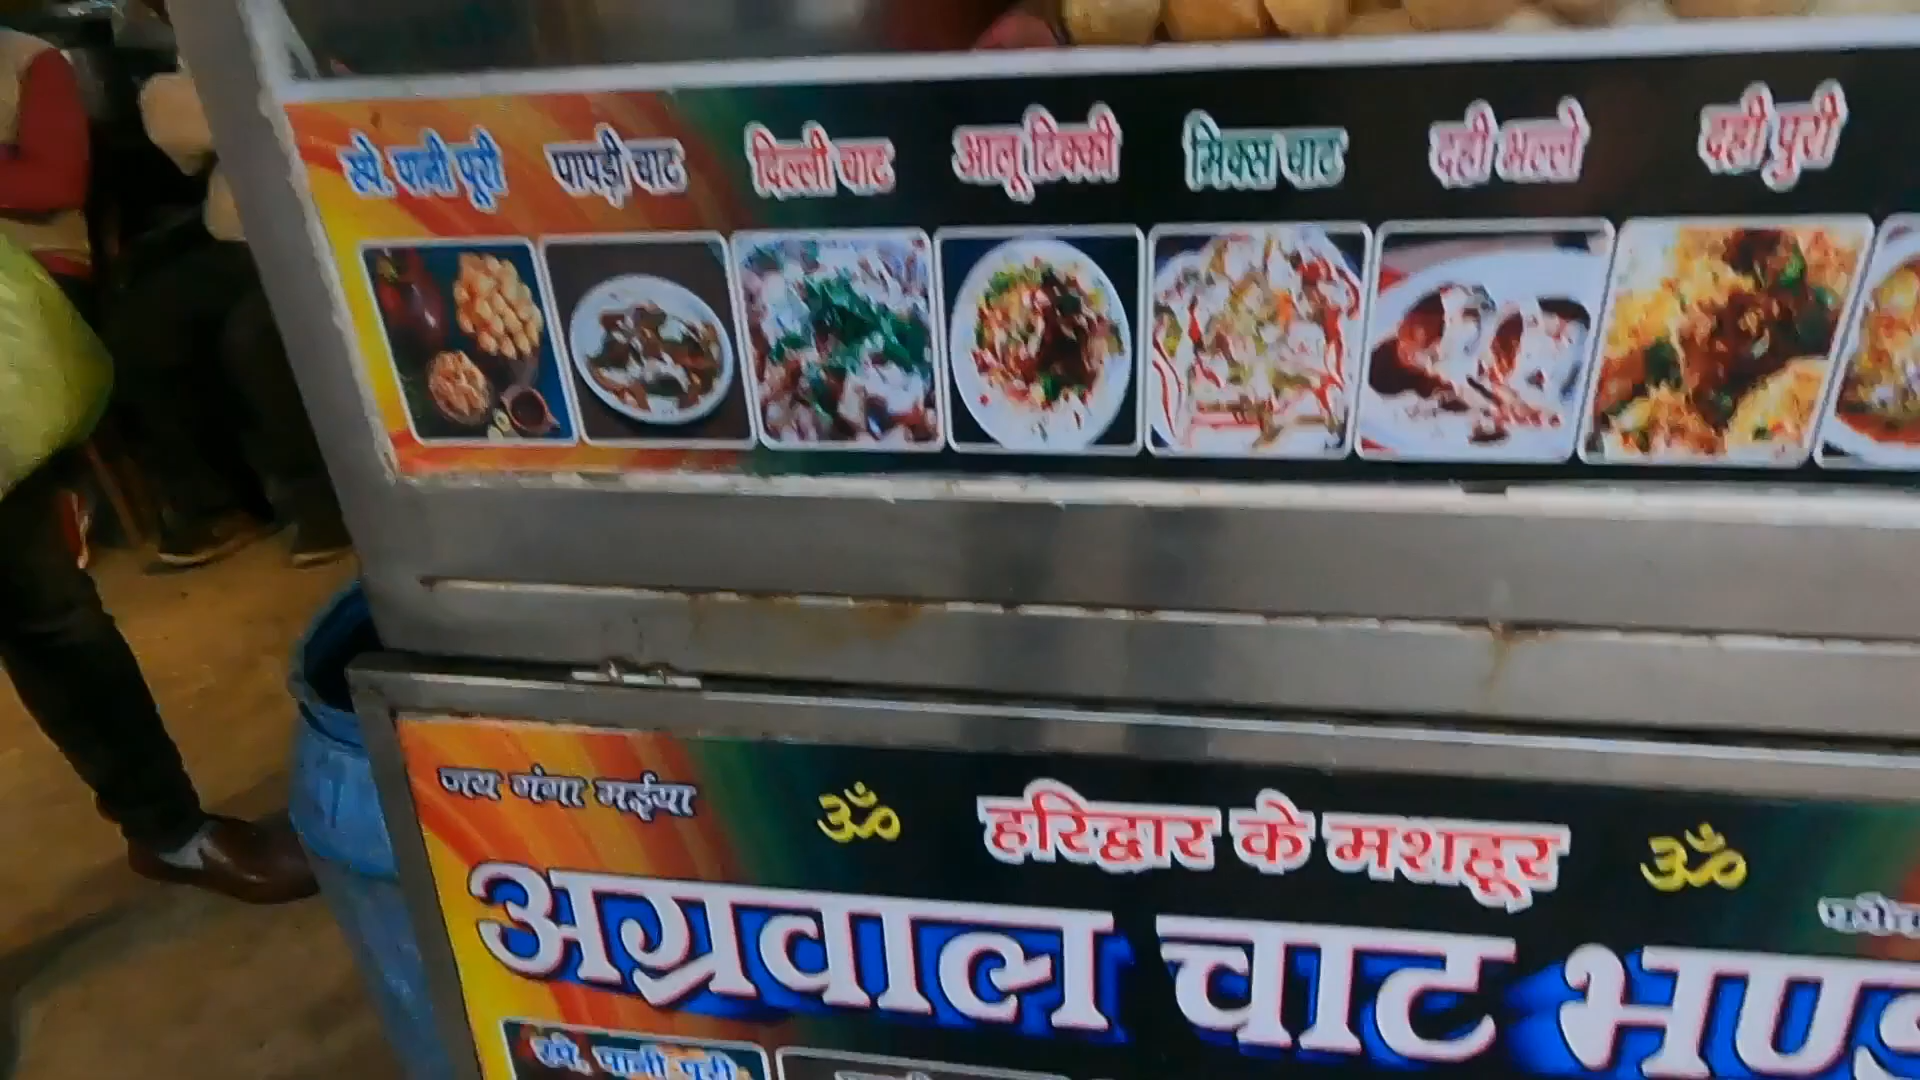 स्पे. पानी पूरी
पापड़ी चाट
दिल्ली चाट
आलू टिक्की
मिक्स चाट
दही भल्ले
दही पुरी
जय गंगा मईया
ॐ
हरिद्वार के मशहूर
ॐ
अग्रवाल चाट भण्ड
स्पे. पानी पूरी